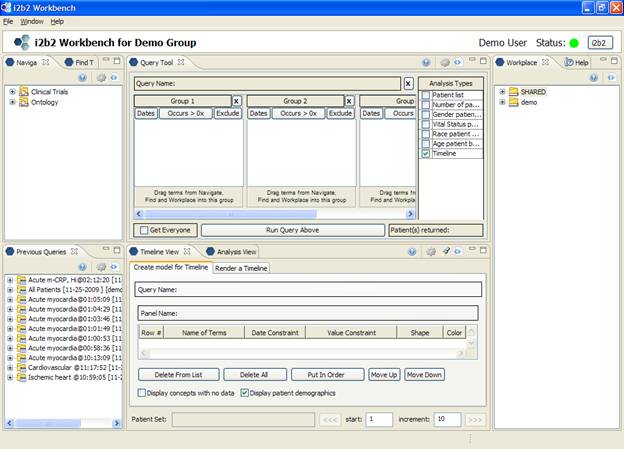 i2b2 Workbench
File Window Help
i2b2 Workbench for Demo Group
Demo User Status: i2b2
Naviga
Find T
Clinical Trials
Ontology
Query Tool
Query Name:
X
Group 1 X
Group 2 X
Group
Dates Occurs > 0x Exclude
Dates Occurs > 0x Exclude
Dates Occ
Drag terms from Navigate,
Find and Workplace into this group
Drag terms from Navigate,
Find and Workplace into this group
Drag terms from
Find and Workplac
Analysis Types
Patient list
Number of pa...
Gender patien...
Vital Status p...
Race patient ...
Age patient b...
Timeline
Get Everyone
Run Query Above
Patient(s) returned:
Workplace
Help
SHARED
demo
Previous Queries
Acute m-CRP, Hi@02:12:20 [11-
All Patients [11-25-2009 ] [demo
Acute myocardia@01:05:09 [11-
Acute myocardia@01:04:29 [11-
Acute myocardia@01:03:46 [11-
Acute myocardia@01:01:49 [11-
Acute myocardia@01:00:53 [11-
Acute myocardia@00:58:36 [11-
Acute myocardia@10:13:09 [11-
Cardiovascular @11:17:52 [11-
Ischemic heart @10:59:05 [11-2
Timeline View
Analysis View
Create model for Timeline
Render a Timeline
Query Name:
Panel Name:
Row # Name of Terms Date Constraint Value Constraint Shape Color
Delete From List
Delete All
Put In Order
Move Up
Move Down
Display concepts with no data
Display patient demographics
Patient Set: <<< start: 1 increment: 10 >>>